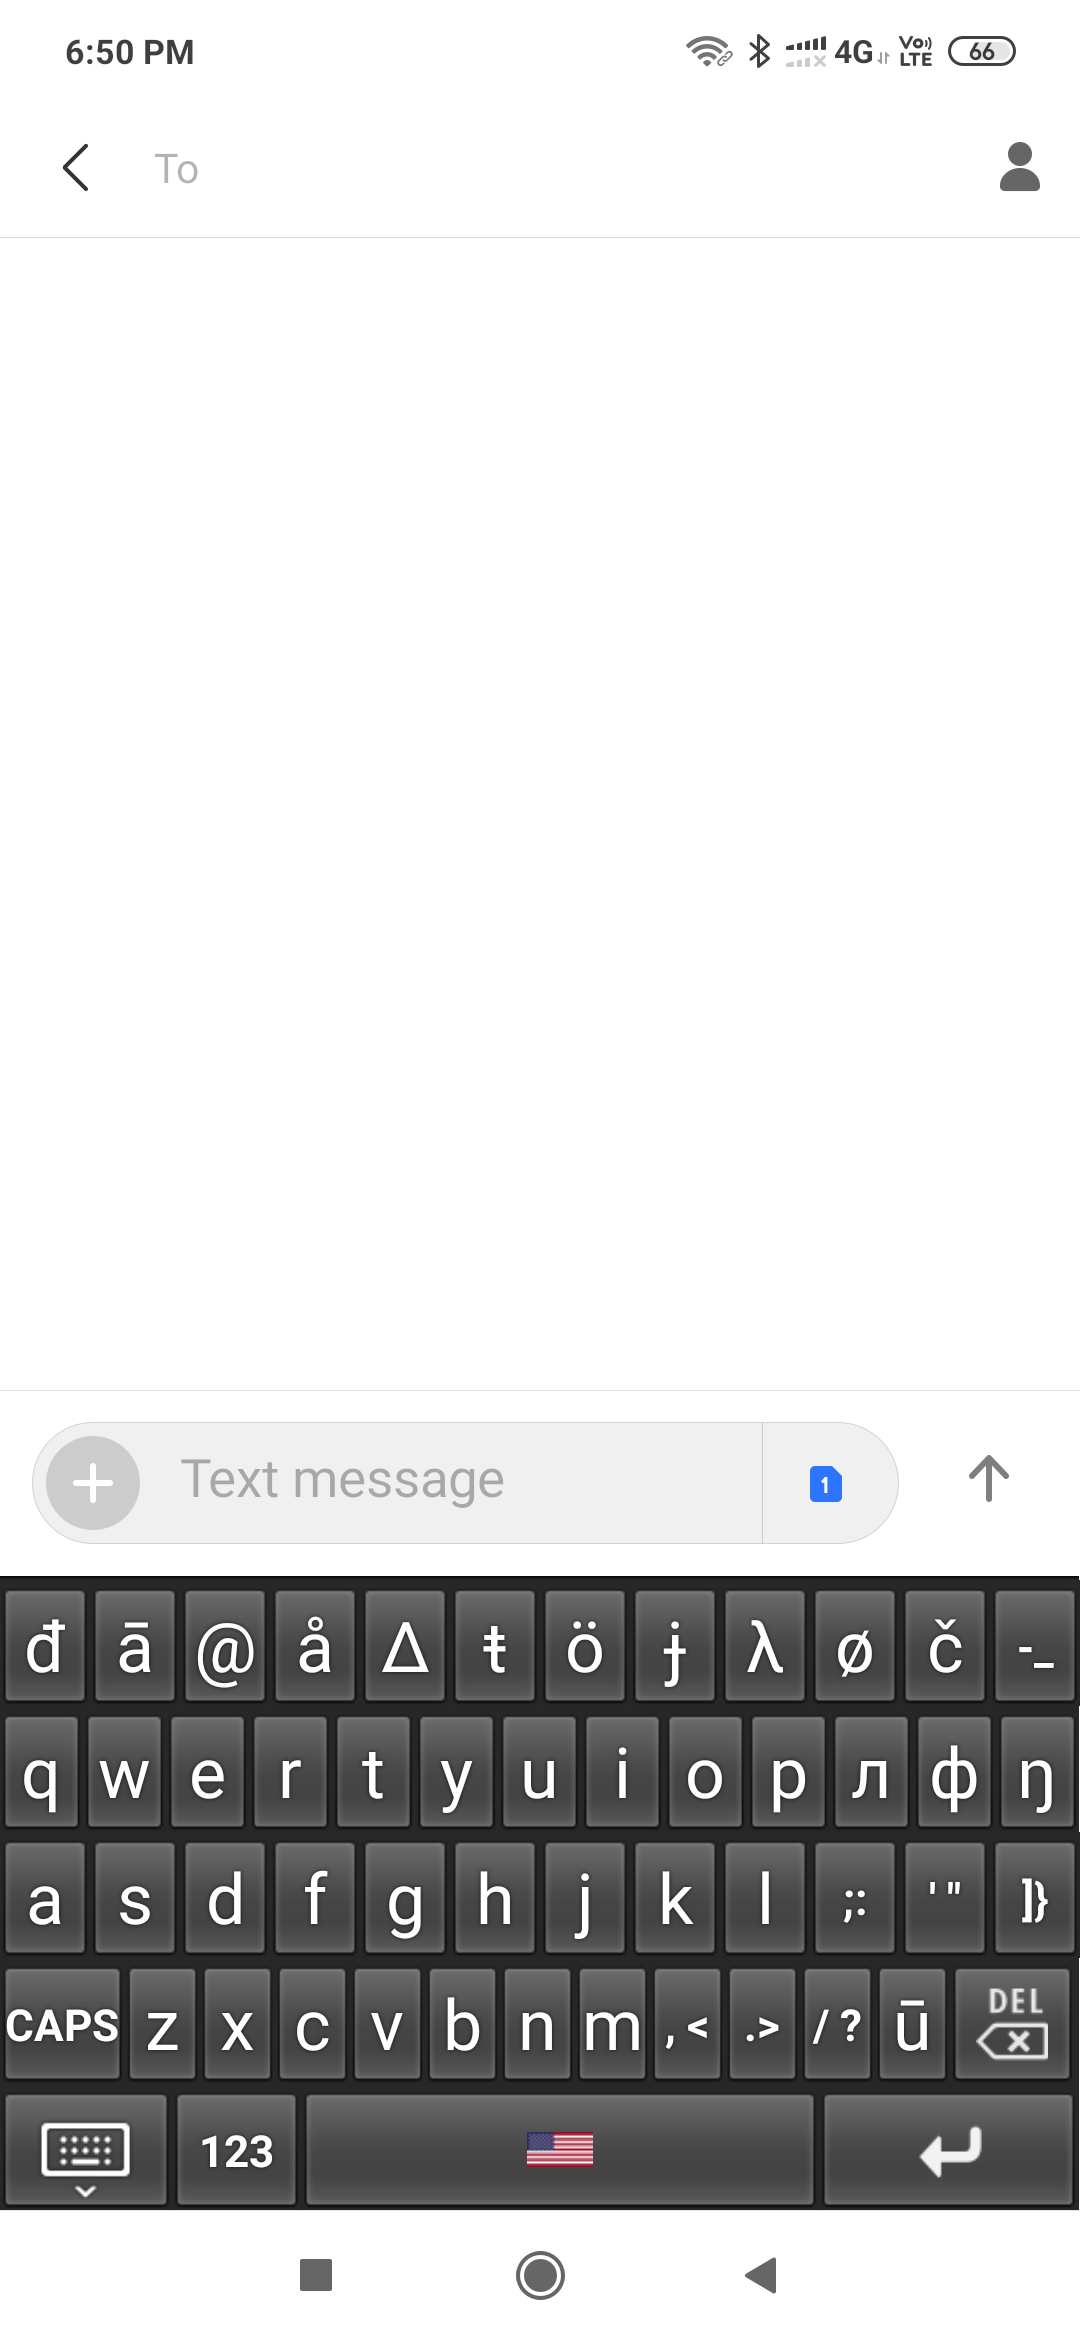 6:50 PM 4G Vo) LTE 66
To
Text message 1
đ ā @ å Δ ŧ ö ɉ λ ø č -_
q w e r t y u i o p л ф ŋ
a s d f g h j k l ;: ' " ]}
CAPS z x c v b n m , < .> / ? ū DEL
123